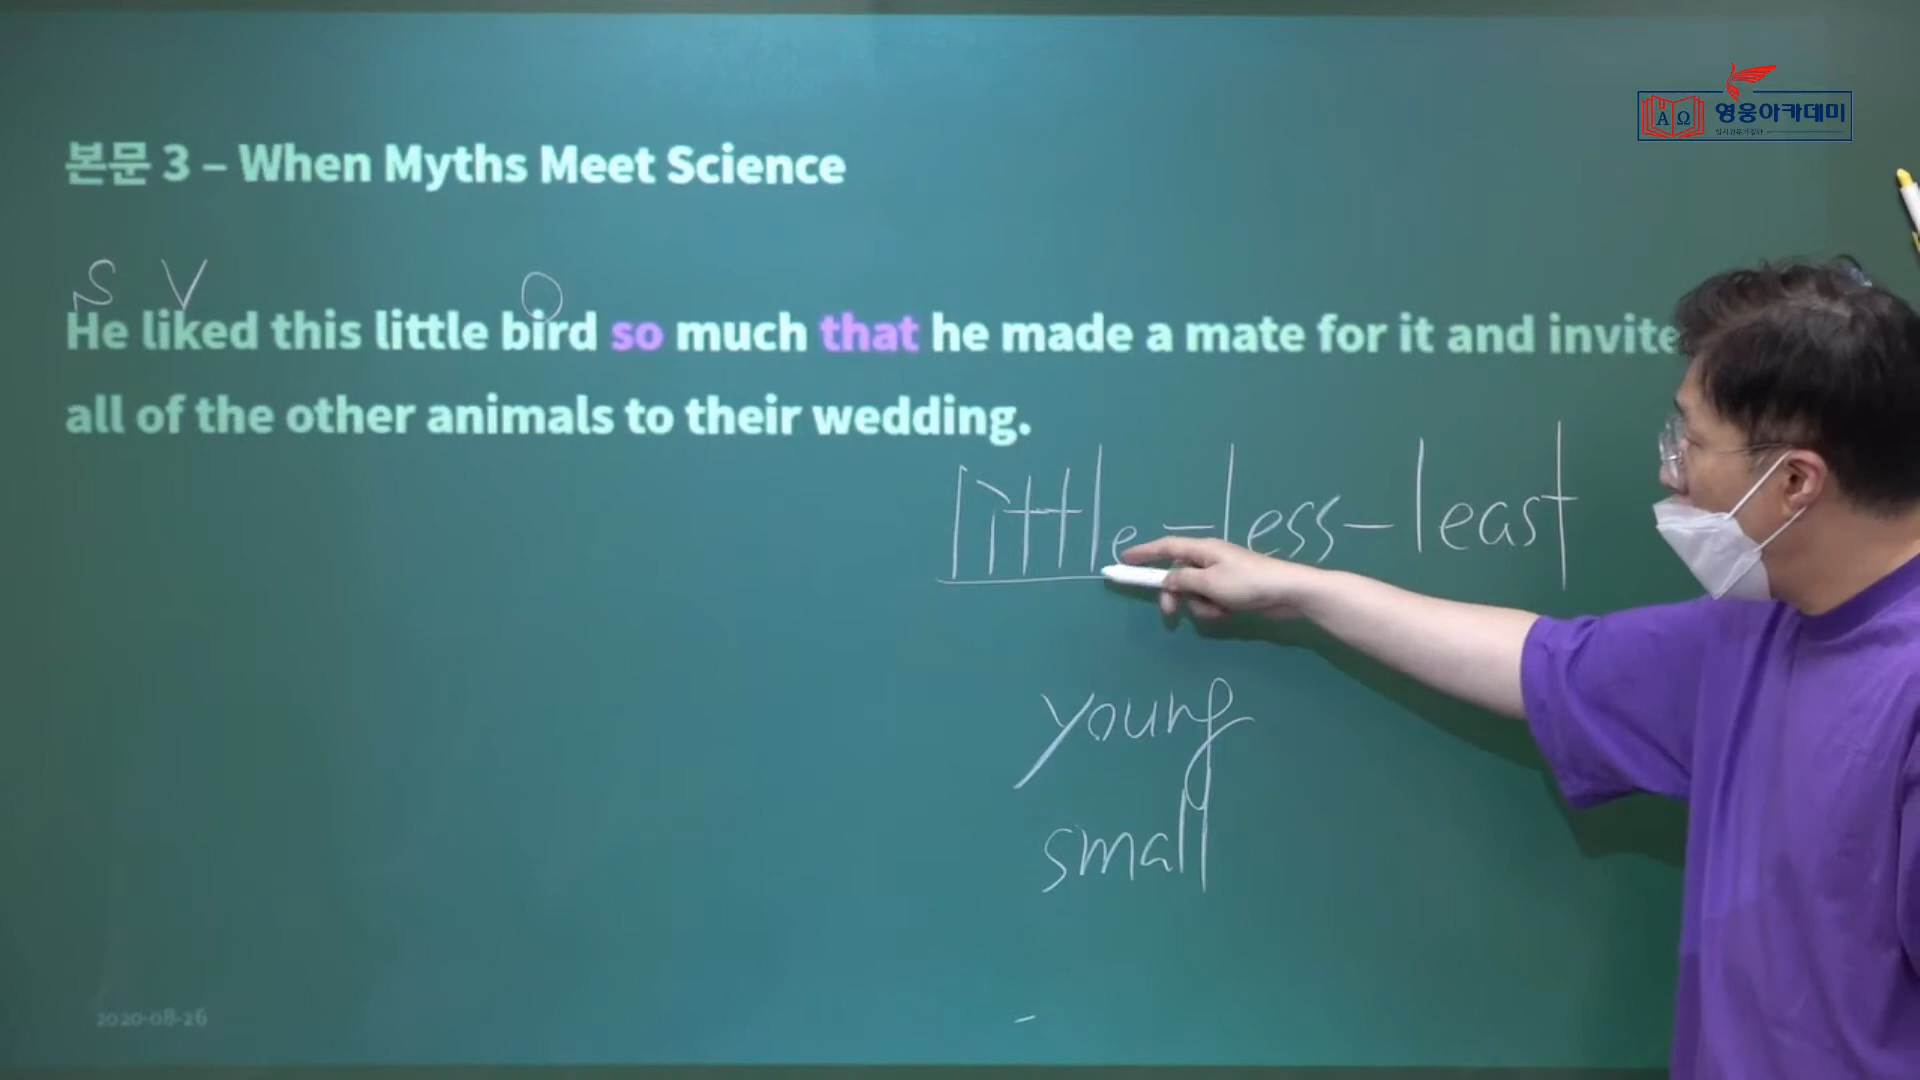 영웅아카데미
A Ω
본문 3 – When Myths Meet Science
S V O
He liked this little bird so much that he made a mate for it and invite
all of the other animals to their wedding.
little – less – least
young
small
2020-08-26